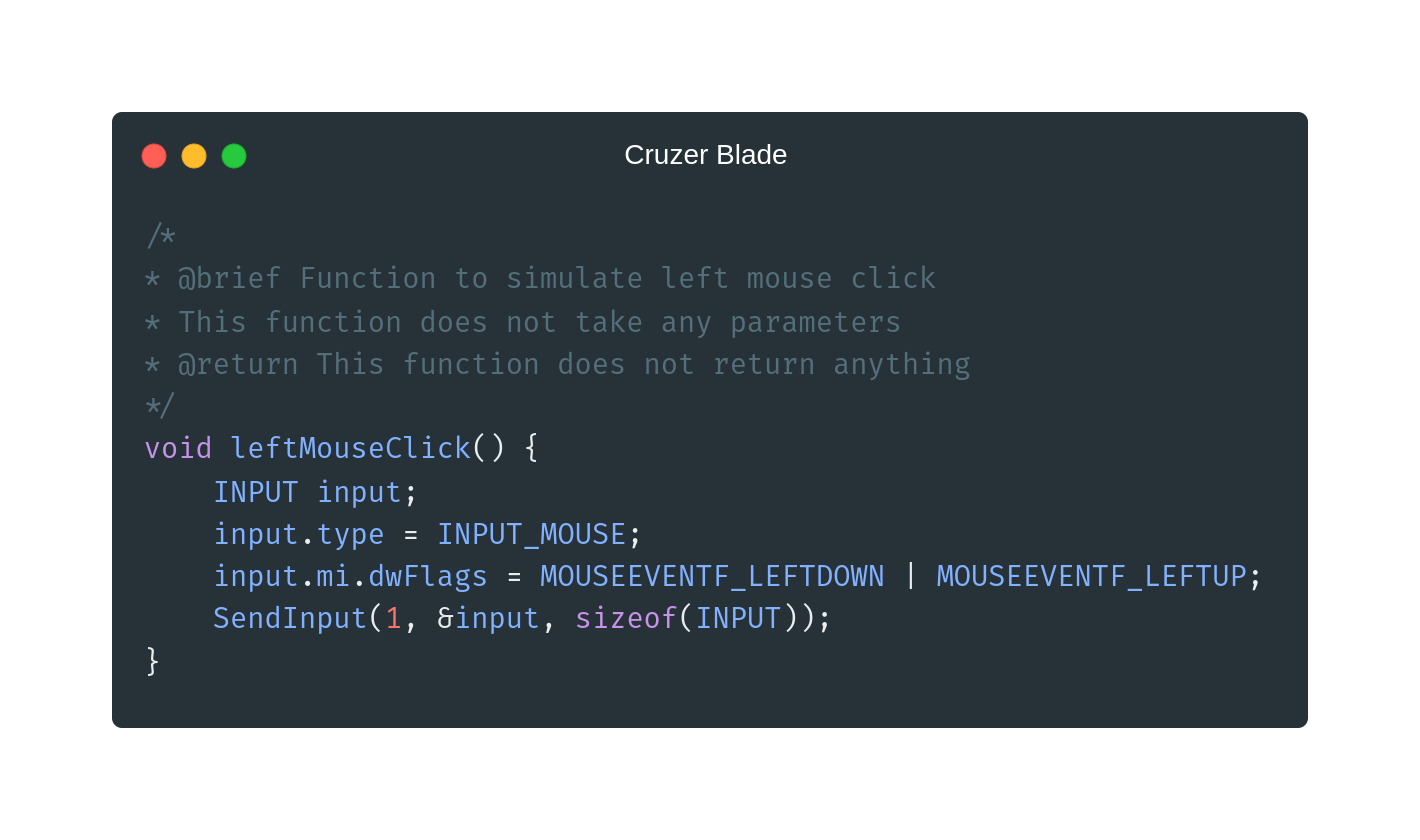 Cruzer Blade
/*
* @brief Function to simulate left mouse click
* This function does not take any parameters
* @return This function does not return anything
*/
void leftMouseClick() {
    INPUT input;
    input.type = INPUT_MOUSE;
    input.mi.dwFlags = MOUSEEVENTF_LEFTDOWN | MOUSEEVENTF_LEFTUP;
    SendInput(1, &input, sizeof(INPUT));
}